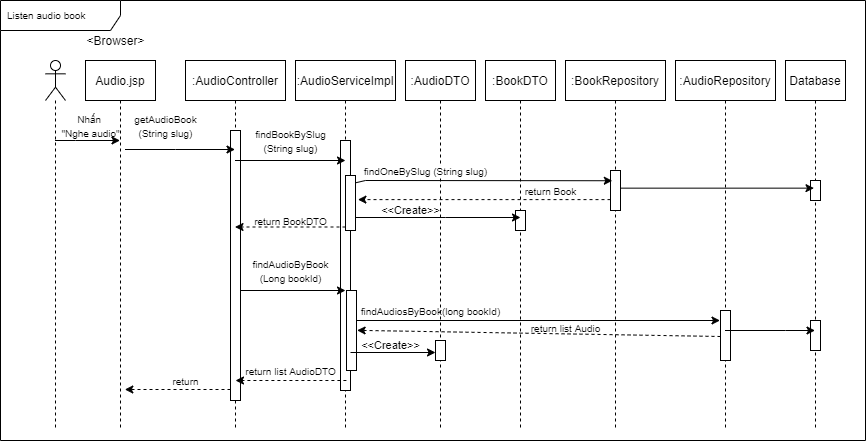 Listen audio book
<Browser>
Audio.jsp
:AudioController
:AudioServiceImpl
:AudioDTO
:BookDTO
:BookRepository
:AudioRepository
Database
Nhấn
"Nghe audio"
getAudioBook
(String slug)
findBookBySlug
(String slug)
findOneBySlug (String slug)
return Book
<<Create>>
return BookDTO
findAudioByBook
(Long bookId)
findAudiosByBook(long bookId)
return list Audio
<<Create>>
return list AudioDTO
return